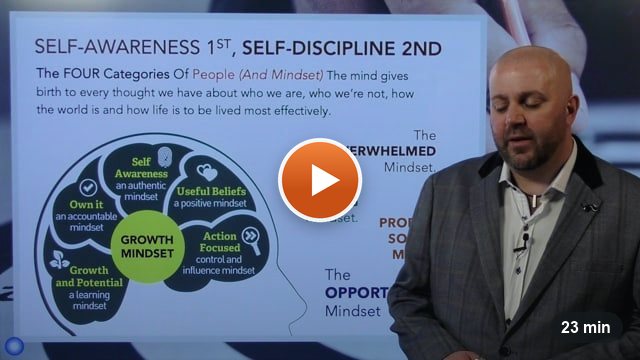 SELF-AWARENESS 1ST, SELF-DISCIPLINE 2ND
The FOUR Categories Of People (And Mindset) The mind gives
birth to every thought we have about who we are, who we're not, how
the world is and how life is to be lived most effectively.
Self
Awareness
an authentic
mindset
Useful Beliefs
a positive mindset
Own it
an accountable
mindset
GROWTH
MINDSET
Action
Focused
control and
influence mindset
Growth
and Potential
a learning
mindset
The
Mindset.
The
Mindset
23 min